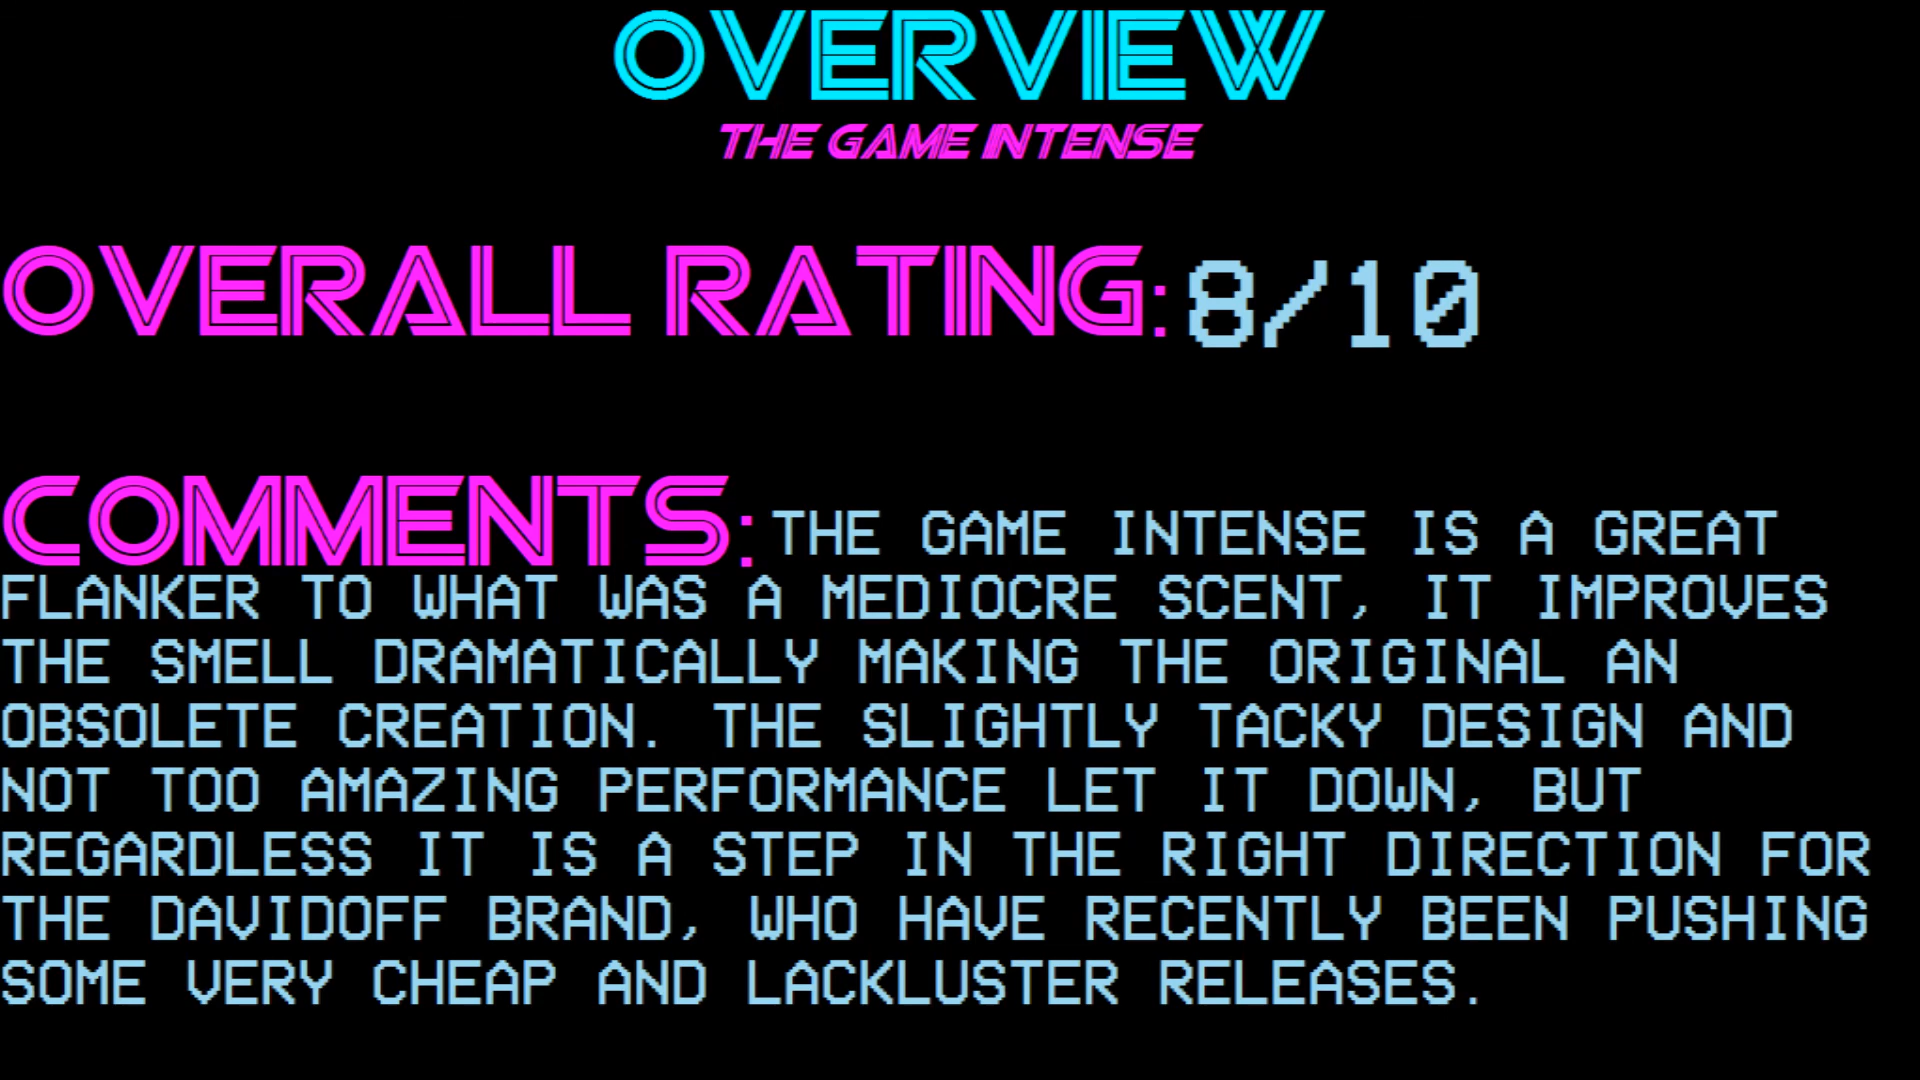 OVERVIEW
THE GAME INTENSE
OVERALL RATING: 8/10
COMMENTS: THE GAME INTENSE IS A GREAT
FLANKER TO WHAT WAS A MEDIOCRE SCENT, IT IMPROVES
THE SMELL DRAMATICALLY MAKING THE ORIGINAL AN
OBSOLETE CREATION. THE SLIGHTLY TACKY DESIGN AND
NOT TOO AMAZING PERFORMANCE LET IT DOWN, BUT
REGARDLESS IT IS A STEP IN THE RIGHT DIRECTION FOR
THE DAVIDOFF BRAND, WHO HAVE RECENTLY BEEN PUSHING
SOME VERY CHEAP AND LACKLUSTER RELEASES.